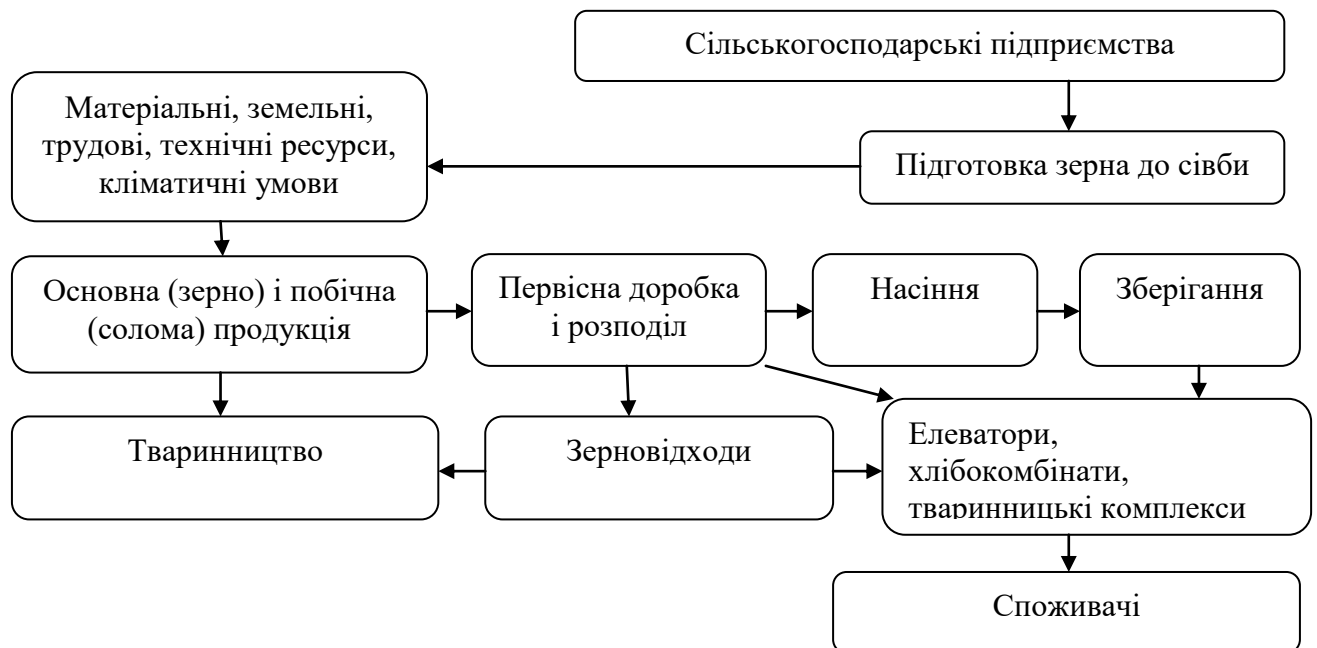 Сільськогосподарські підприємства
Матеріальні, земельні,
трудові, технічні ресурси,
кліматичні умови
Підготовка зерна до сівби
Основна (зерно) і побічна
(солома) продукція
Первісна доробка
і розподіл
Насіння
Зберігання
Тваринництво
Зерновідходи
Елеватори,
хлібокомбінати,
тваринницькі комплекси
Споживачі